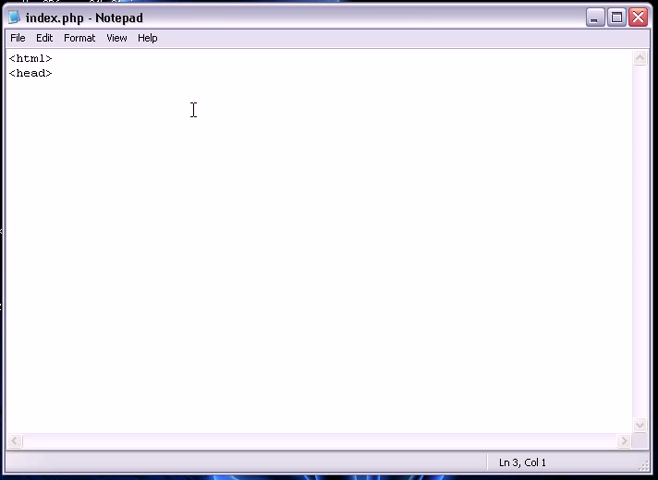 index.php - Notepad
File Edit Format View Help
<html>
<head>
Ln 3, Col 1